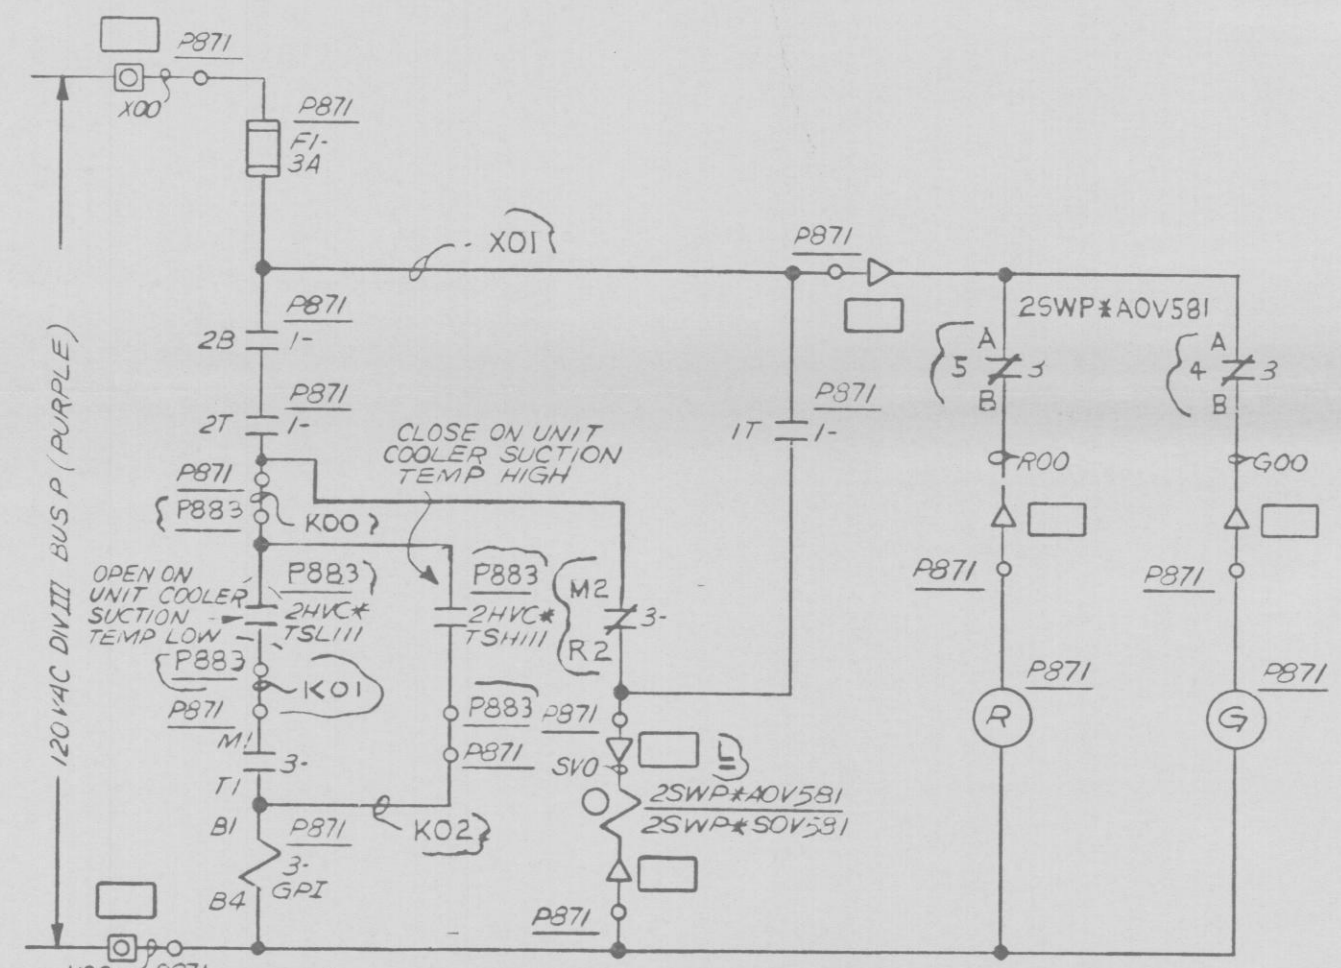 P871
X00
P871
F1-
3A
X01
P871
2B
1-
P871
2T
1-
P871
CLOSE ON UNIT
COOLER SUCTION
TEMP HIGH
P871
P883
K00
OPEN ON
UNIT COOLER
SUCTION
TEMP LOW
P883
2HVC*
TSL111
P883
2HVC*
TSH111
M2
3-
R2
P883
K01
P871
M1
3-
T1
P883
P871
P871
K02
B1
P871
3-
GPI
B4
SVO
E
2SWP*AOV581
2SWP*SOV581
P871
P871
1T
1-
P871
2SWP*AOV581
A
5
3
B
A
4
3
B
R00
G00
P871
P871
P871
R
P871
G
120VAC DIV III BUS P (PURPLE)
P871